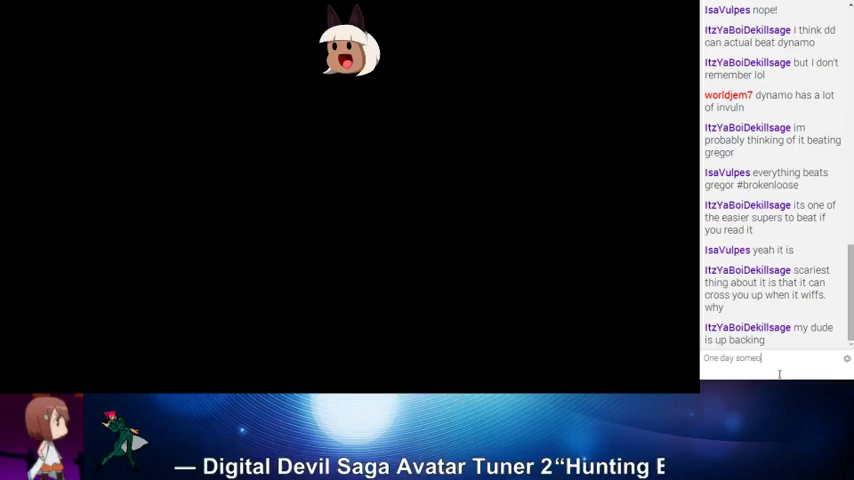 IsaVulpes nope!
ItzYaBoiDekillsage I think dd
can actual beat dynamo
ItzYaBoiDekillsage but I don't
remember lol
worldjem7 dynamo has a lot
of invuln
ItzYaBoiDekillsage im
probably thinking of it beating
gregor
IsaVulpes everything beats
gregor #brokenloose
ItzYaBoiDekillsage its one of
the easier supers to beat if
you read it
IsaVulpes yeah it is
ItzYaBoiDekillsage scariest
thing about it is that it can
cross you up when it wiffs.
why
ItzYaBoiDekillsage my dude
is up backing
One day someo
— Digital Devil Saga Avatar Tuner 2“Hunting E